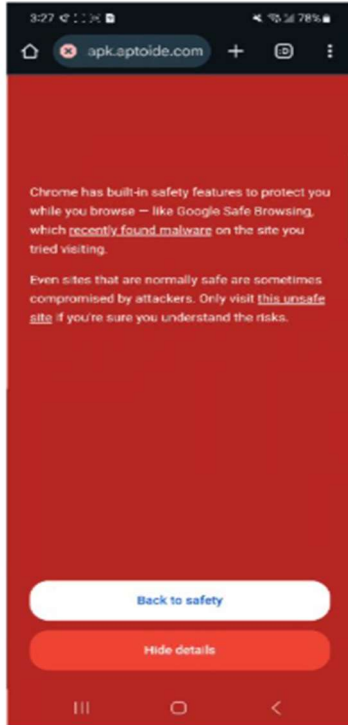 3:27
78%
apk.aptoide.com
Chrome has built-in safety features to protect you
while you browse — like Google Safe Browsing,
which recently found malware on the site you
tried visiting.
Even sites that are normally safe are sometimes
compromised by attackers. Only visit this unsafe
site if you're sure you understand the risks.
Back to safety
Hide details